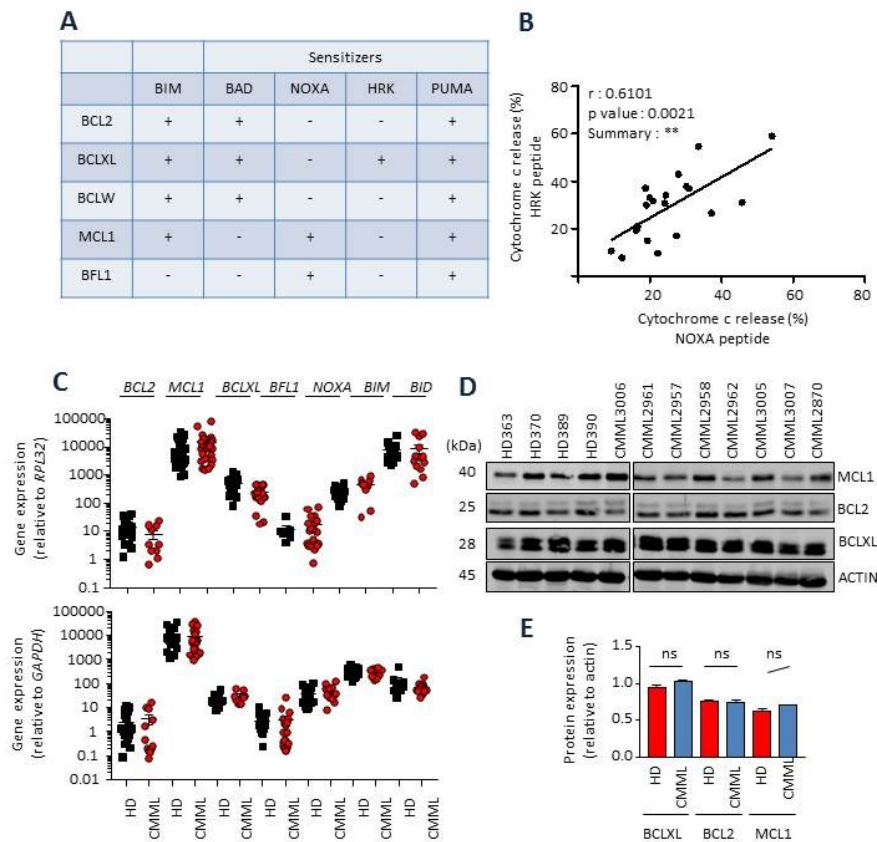 A
Sensitizers
BIM BAD NOXA HRK PUMA
BCL2 + + - - +
BCLXL + + - + +
BCLW + + - - +
MCL1 + - + - +
BFL1 - - + - +
B
80
60
40
20
20 40 60 80
r : 0.6101
p value : 0.0021
Summary : **
Cytochrome c release (%)
HRK peptide
Cytochrome c release (%)
NOXA peptide
C
BCL2 MCL1 BCLXL BFL1 NOXA BIM BID
Gene expression
(relative to RPL32)
100000
10000
1000
100
10
1
0.1
Gene expression
(relative to GAPDH)
100000
10000
1000
100
10
1
0.1
0.01
HD CMML HD CMML HD CMML HD CMML HD CMML HD CMML HD CMML
D
HD363 HD370 HD389 HD390 CMML3006 CMML2961 CMML2957 CMML2958 CMML2962 CMML3005 CMML3007 CMML2870
(kDa)
40 MCL1
25 BCL2
28 BCLXL
45 ACTIN
E
Protein expression
(relative to actin)
1.5
1.0
0.5
0.0
ns ns ns
HD CMML HD CMML HD CMML
BCLXL BCL2 MCL1